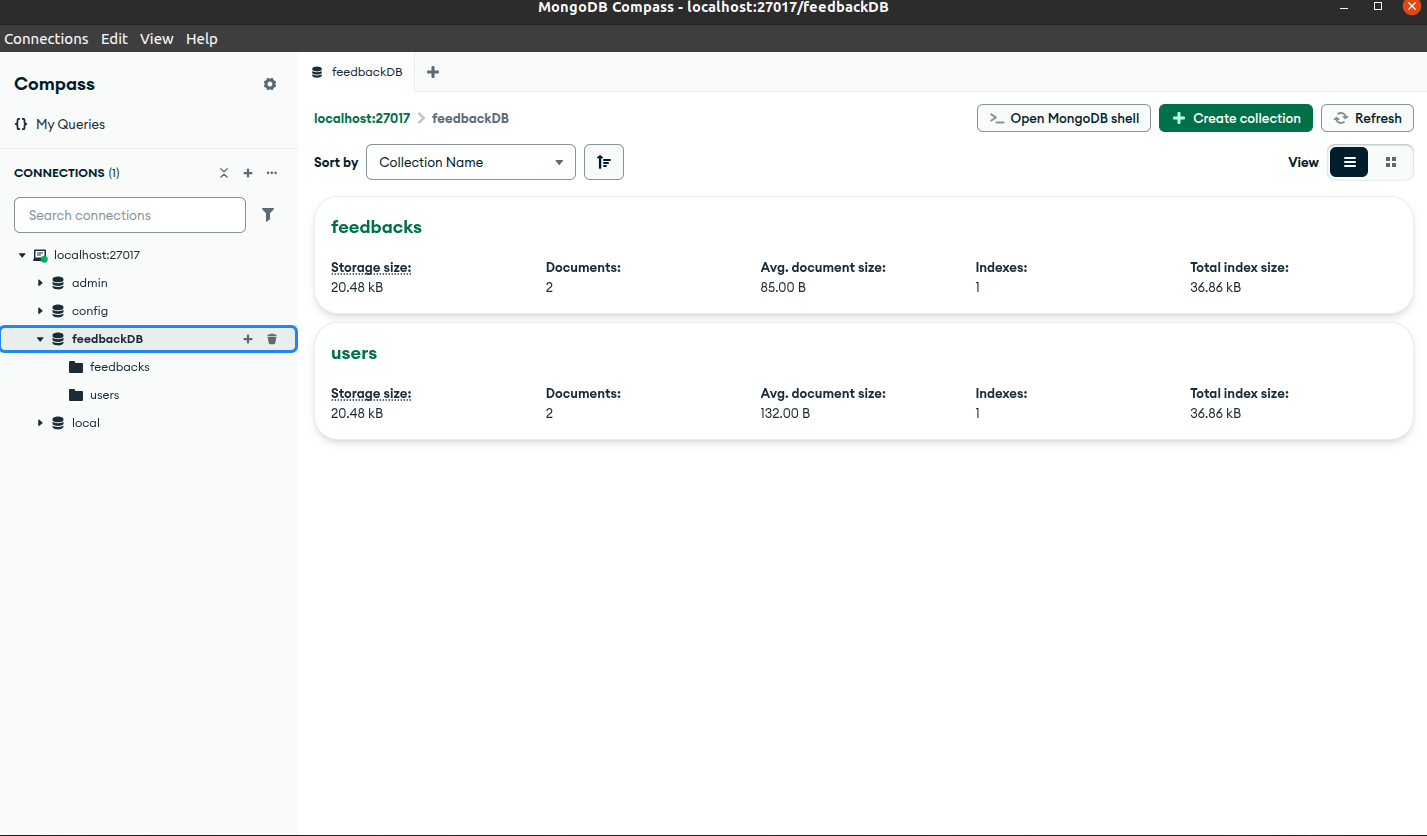 MongoDB Compass - localhost:27017/feedbackDB
Connections Edit View Help
Compass
{} My Queries
CONNECTIONS (1)
Search connections
localhost:27017
admin
config
feedbackDB
feedbacks
users
local
feedbackDB
localhost:27017 > feedbackDB
>_ Open MongoDB shell
Create collection
Refresh
Sort by Collection Name
View
feedbacks
Storage size: Documents: Avg. document size: Indexes: Total index size:
20.48 kB 2 85.00 B 1 36.86 kB
users
Storage size: Documents: Avg. document size: Indexes: Total index size:
20.48 kB 2 132.00 B 1 36.86 kB